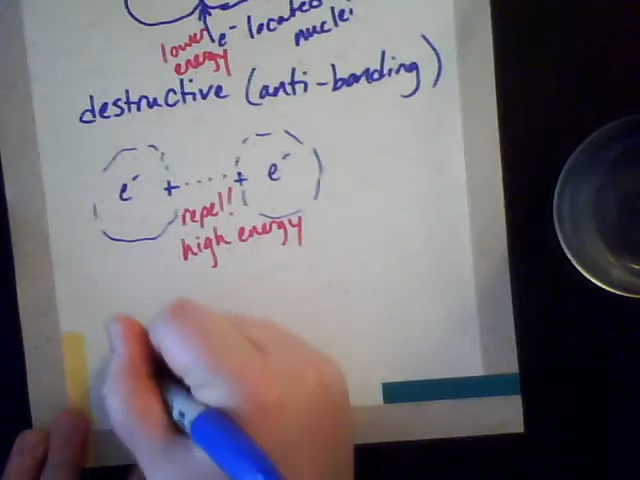 lower e⁻ located
energy nuclei
destructive (anti-bonding)
e⁻ + ..... + e⁻
repel!
high energy